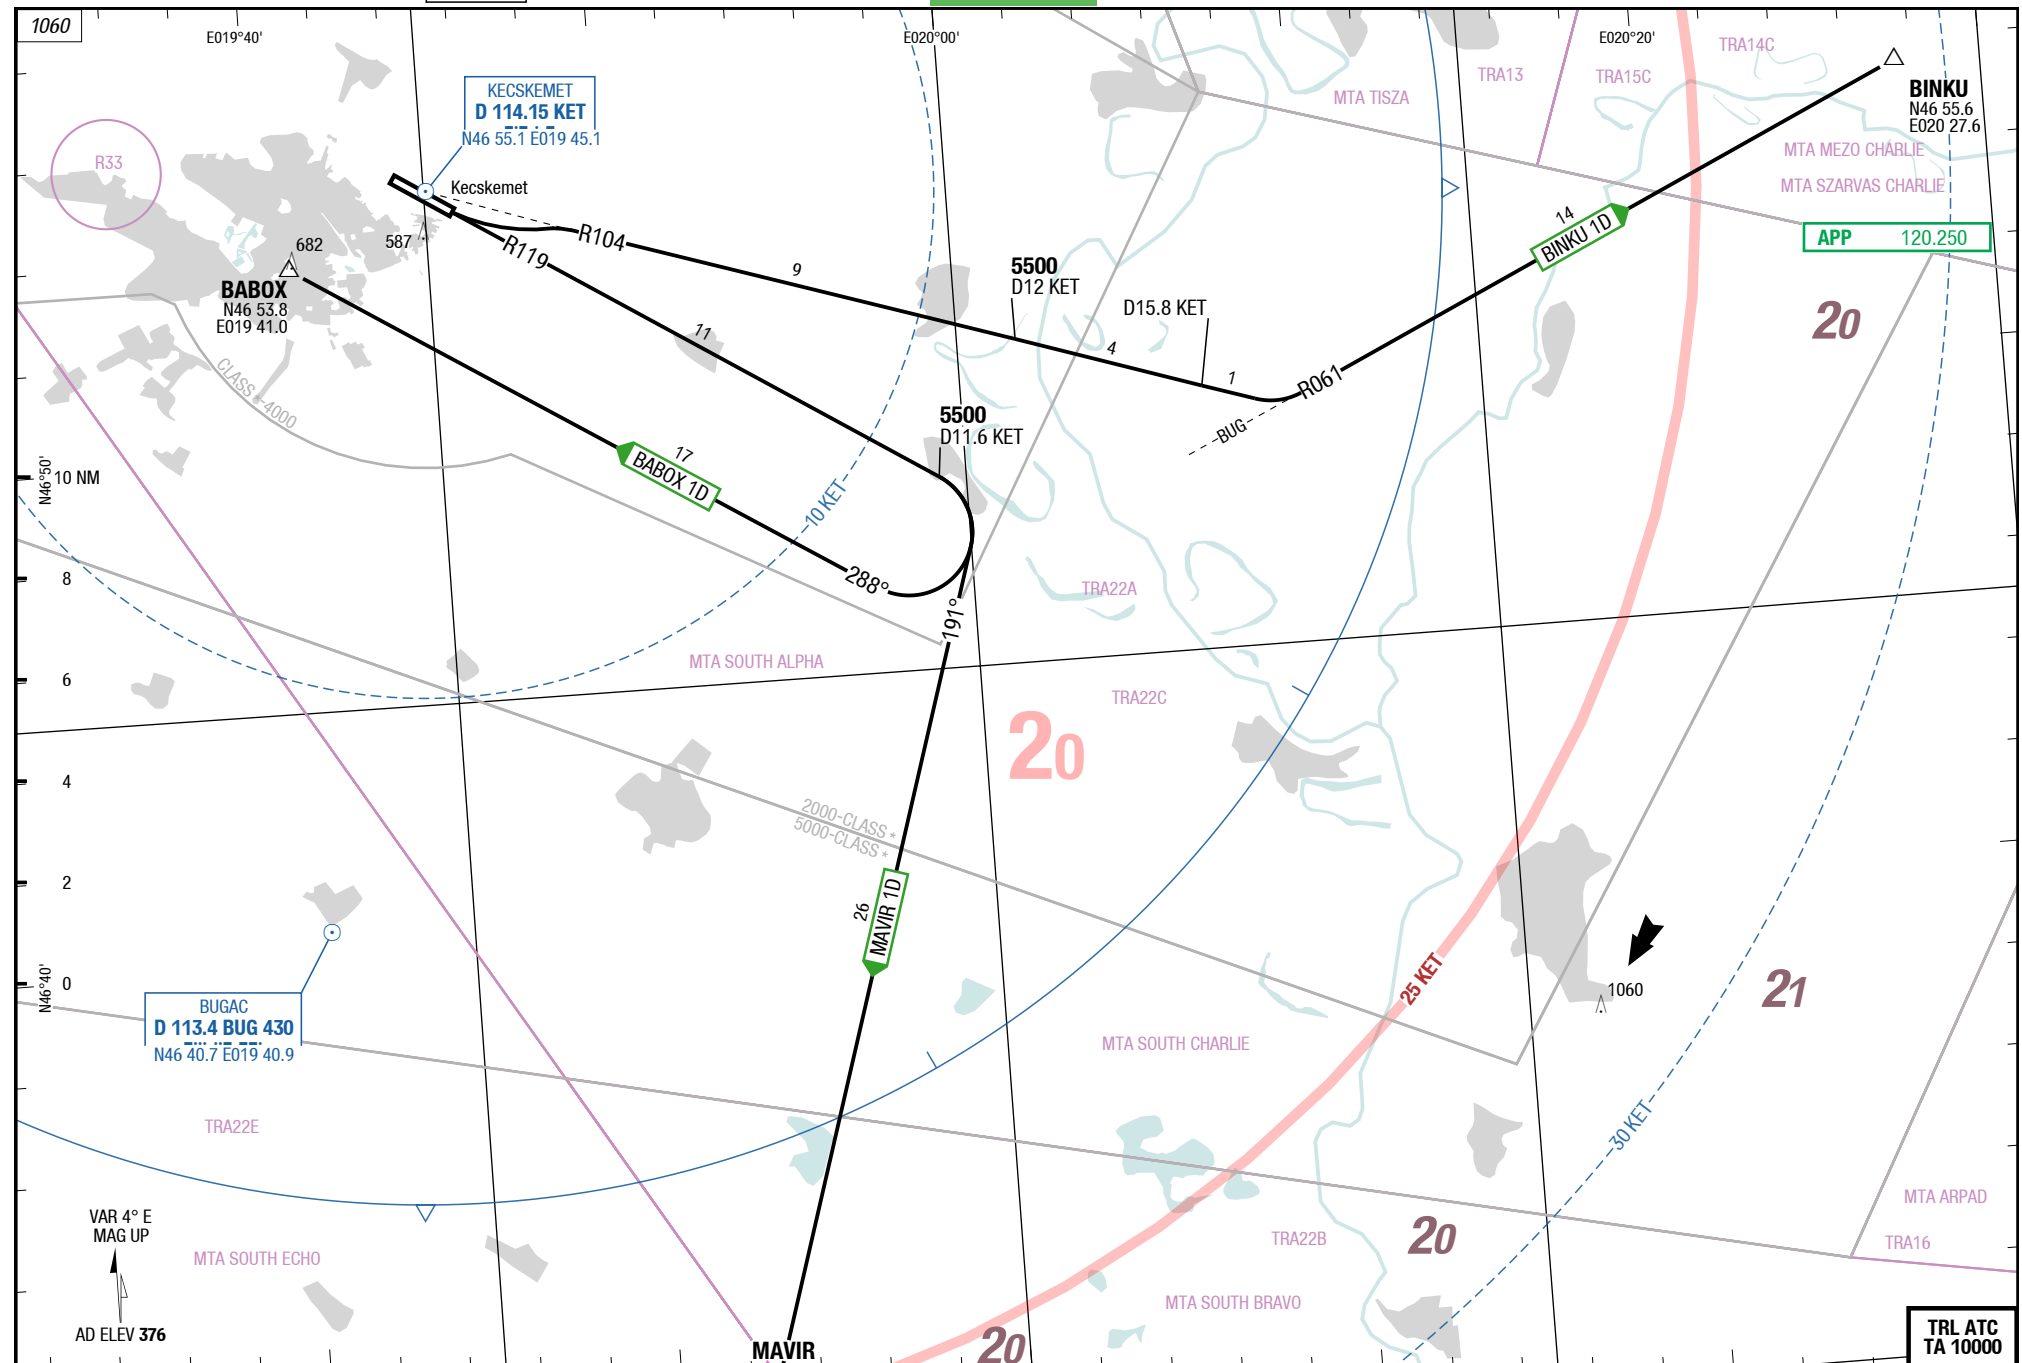 1060
E019°40'
E020°00'
E020°20'
TRA14C
TRA13
TRA15C
MTA TISZA
BINKU
N46 55.6
E020 27.6
KECSKEMET
D 114.15 KET
N46 55.1 E019 45.1
MTA MEZO CHARLIE
R33
MTA SZARVAS CHARLIE
Kecskemet
14
BINKU 1D
APP 120.250
587
682
R119
R104
9
5500
D12 KET
BABOX
N46 53.8
E019 41.0
D15.8 KET
20
11
4
1
R061
CLASS *-4000
BUG
5500
D11.6 KET
17
BABOX 1D
N46°50'
10 NM
10 KET
8
288°
TRA22A
191°
6
MTA SOUTH ALPHA
TRA22C
20
4
2000-CLASS *
5000-CLASS *
2
26
MAVIR 1D
N46°40'
0
25 KET
1060
21
BUGAC
D 113.4 BUG 430
N46 40.7 E019 40.9
MTA SOUTH CHARLIE
TRA22E
30 KET
MTA ARPAD
VAR 4° E
MAG UP
MTA SOUTH ECHO
TRA22B
20
TRA16
MTA SOUTH BRAVO
AD ELEV 376
MAVIR
20
TRL ATC
TA 10000